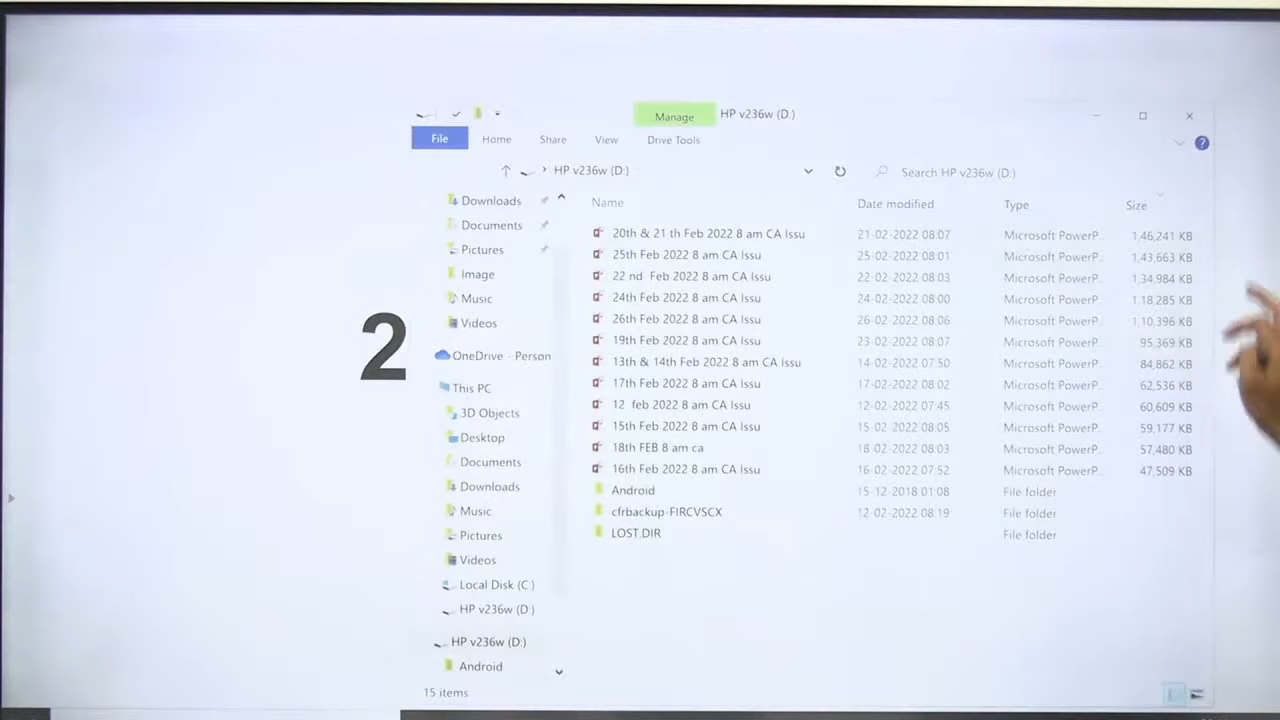 Manage HP v236w (D:)
File Home Share View Drive Tools
HP v236w (D:) Search HP v236w (D:)
Name Date modified Type Size
20th & 21 th Feb 2022 8 am CA Issu 21-02-2022 08:07 Microsoft PowerP... 1,46,241 KB
25th Feb 2022 8 am CA Issu 25-02-2022 08:01 Microsoft PowerP... 1,43,663 KB
22 nd Feb 2022 8 am CA Issu 22-02-2022 08:03 Microsoft PowerP... 1,34,984 KB
24th Feb 2022 8 am CA Issu 24-02-2022 08:00 Microsoft PowerP... 1,18,285 KB
26th Feb 2022 8 am CA Issu 26-02-2022 08:06 Microsoft PowerP... 1,10,396 KB
19th Feb 2022 8 am CA Issu 23-02-2022 08:07 Microsoft PowerP... 95,369 KB
13th & 14th Feb 2022 8 am CA Issu 14-02-2022 07:50 Microsoft PowerP... 84,862 KB
17th Feb 2022 8 am CA Issu 17-02-2022 08:02 Microsoft PowerP... 62,536 KB
12 feb 2022 8 am CA Issu 12-02-2022 07:45 Microsoft PowerP... 60,609 KB
15th Feb 2022 8 am CA Issu 15-02-2022 08:05 Microsoft PowerP... 59,177 KB
18th FEB 8 am ca 18-02-2022 08:03 Microsoft PowerP... 57,480 KB
16th Feb 2022 8 am CA Issu 16-02-2022 07:52 Microsoft PowerP... 47,509 KB
Android 15-12-2018 01:08 File folder
cfrbackup-FIRCVSCX 12-02-2022 08:19 File folder
LOST.DIR File folder
Downloads
Documents
Pictures
Image
Music
Videos
OneDrive - Person
This PC
3D Objects
Desktop
Documents
Downloads
Music
Pictures
Videos
Local Disk (C:)
HP v236w (D:)
HP v236w (D:)
Android
15 items
2